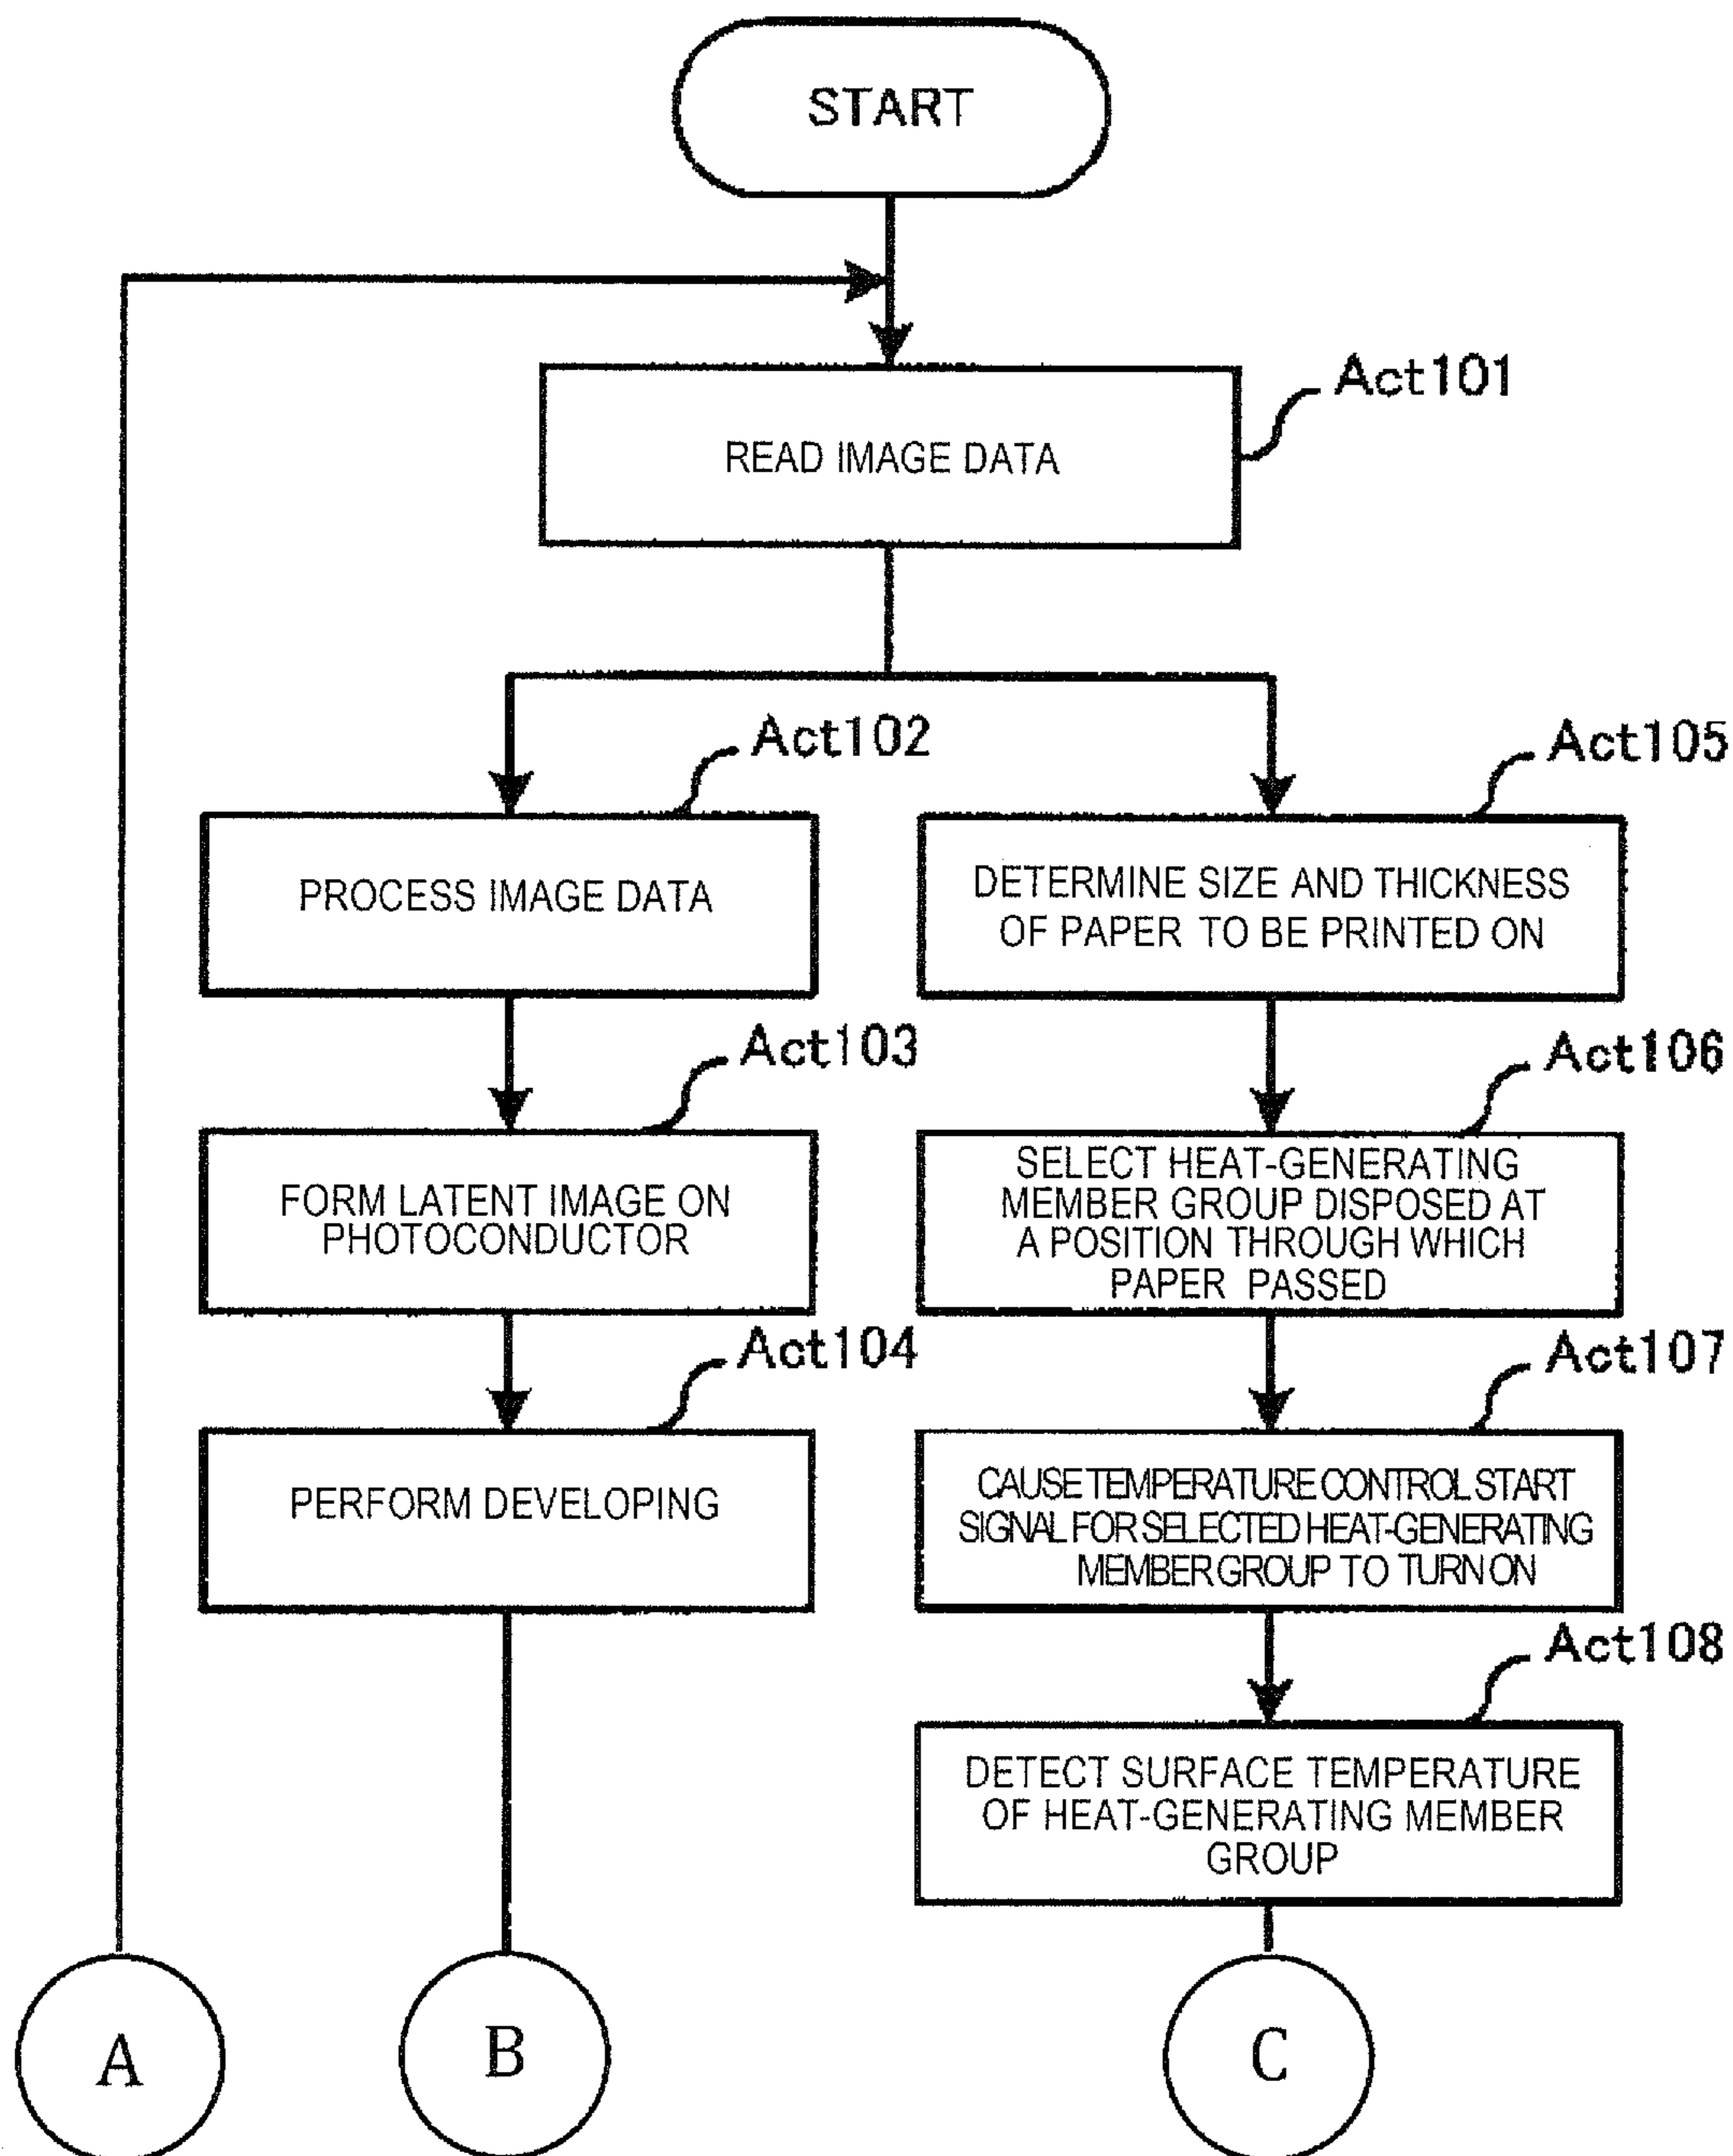 START
Act101
READ IMAGE DATA
Act102
PROCESS IMAGE DATA
Act103
FORM LATENT IMAGE ON
PHOTOCONDUCTOR
Act104
PERFORM DEVELOPING
Act105
DETERMINE SIZE AND THICKNESS
OF PAPER TO BE PRINTED ON
Act106
SELECT HEAT-GENERATING
MEMBER GROUP DISPOSED AT
A POSITION THROUGH WHICH
PAPER PASSED
Act107
CAUSE TEMPERATURE CONTROL START
SIGNAL FOR SELECTED HEAT-GENERATING
MEMBER GROUP TO TURN ON
Act108
DETECT SURFACE TEMPERATURE
OF HEAT-GENERATING MEMBER
GROUP
A
B
C